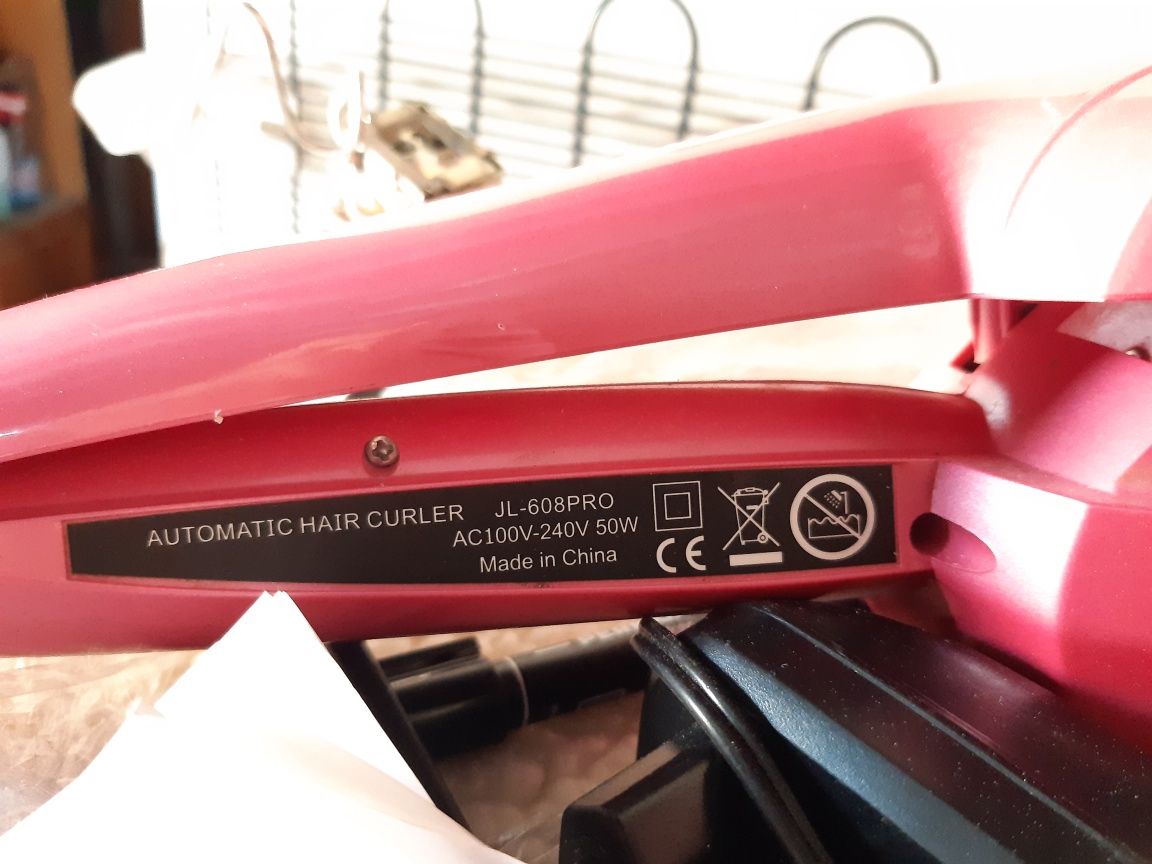 AUTOMATIC HAIR CURLER JL-608PRO
AC100V-240V 50W
Made in China
CE